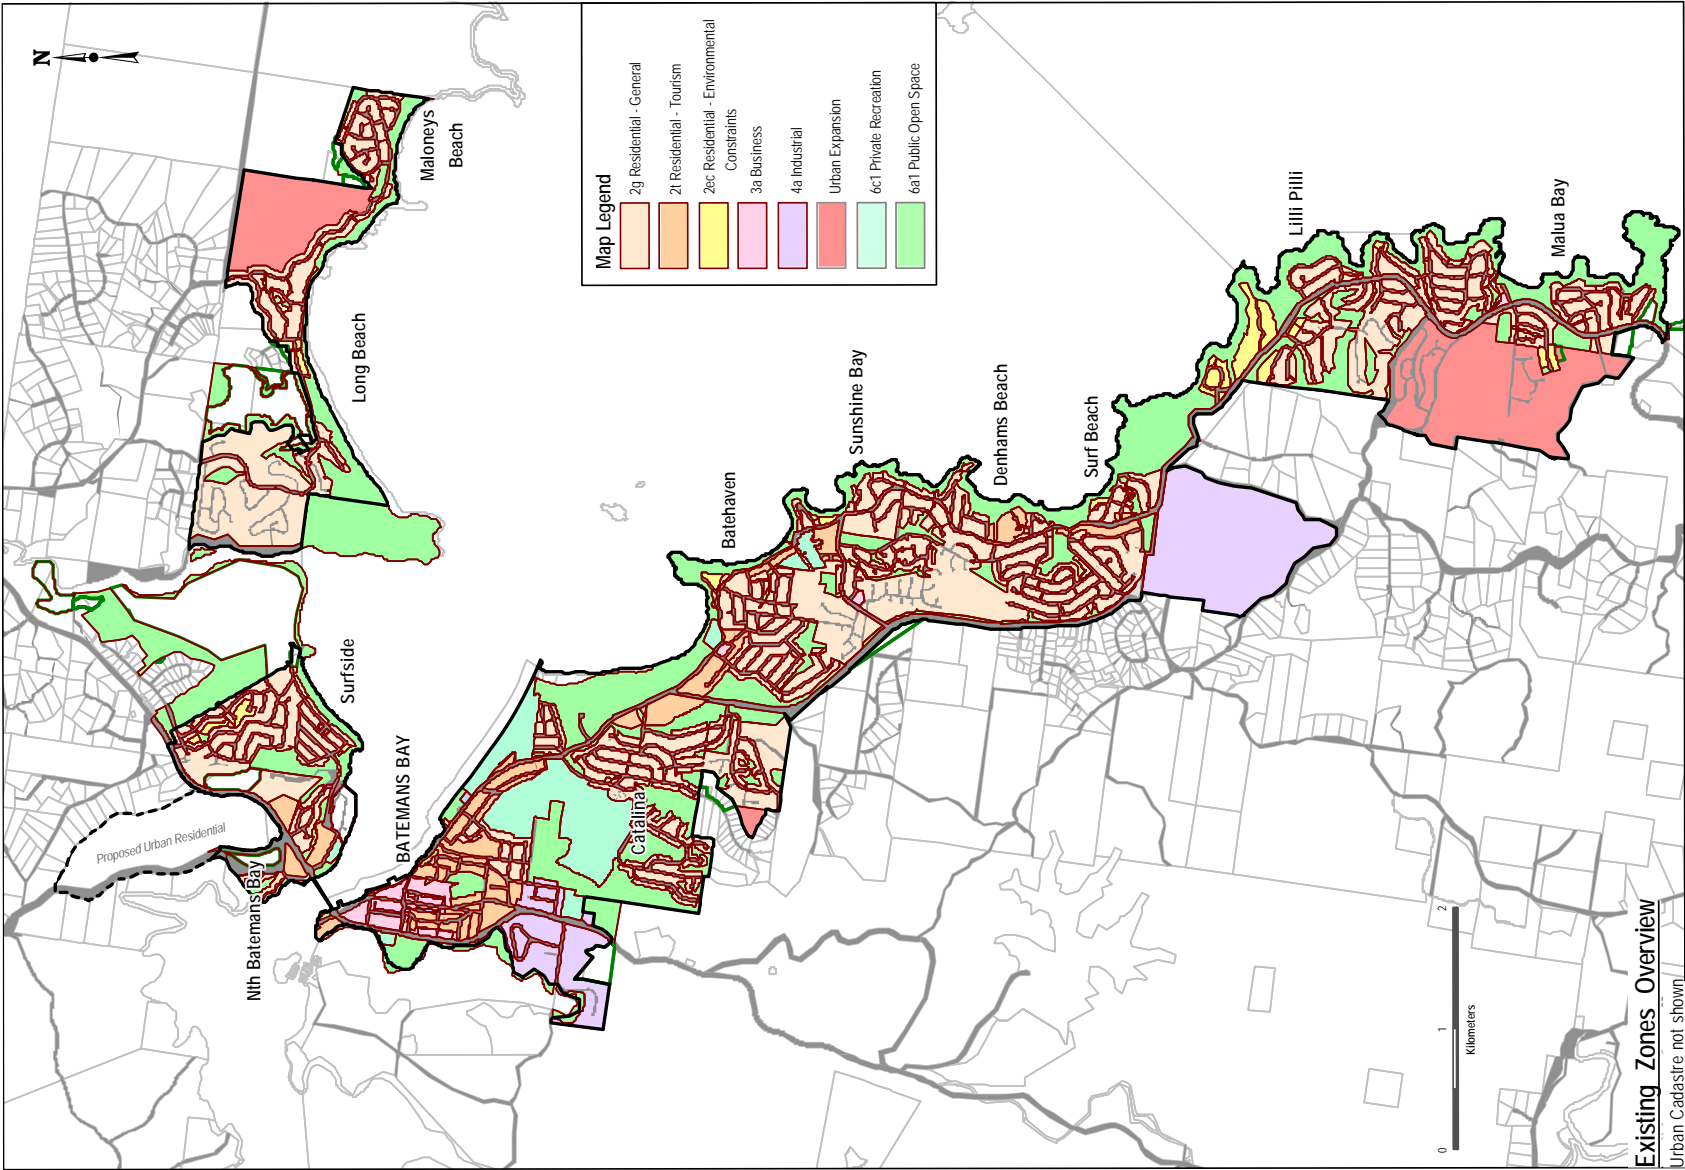 N
Maloneys
Beach
Long Beach
Surfside
Proposed Urban Residential
Nth Batemans Bay
BATEMANS BAY
Catalina
Batehaven
Sunshine Bay
Denhams Beach
Surf Beach
Lilli Pilli
Malua Bay
Map Legend
2g Residential - General
2t Residential - Tourism
2ec Residential - Environmental
Constraints
3a Business
4a Industrial
Urban Expansion
6c1 Private Recreation
6a1 Public Open Space
0 1 2
Kilometers
Existing Zones Overview
Urban Cadastre not shown